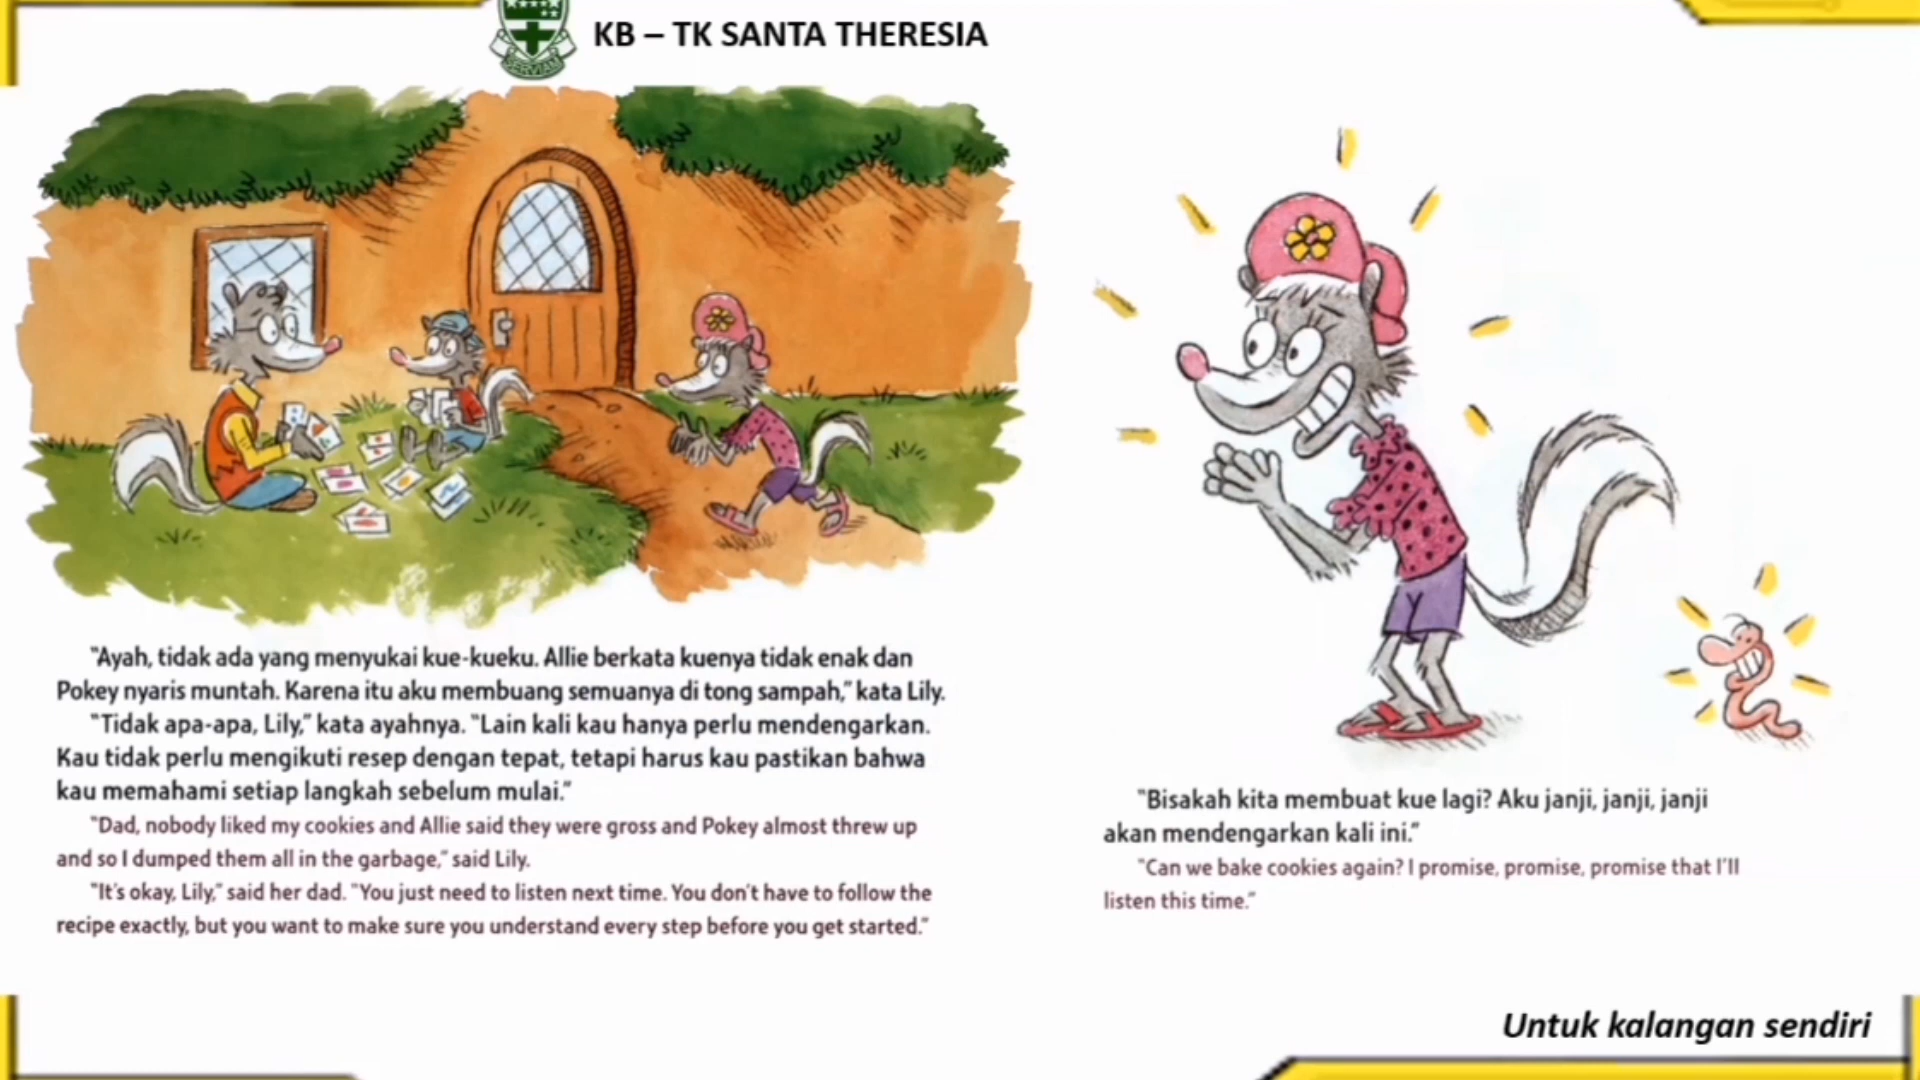 SERVIAM
KB – TK SANTA THERESIA
"Ayah, tidak ada yang menyukai kue-kueku. Allie berkata kuenya tidak enak dan
Pokey nyaris muntah. Karena itu aku membuang semuanya di tong sampah," kata Lily.
"Tidak apa-apa, Lily," kata ayahnya. "Lain kali kau hanya perlu mendengarkan.
Kau tidak perlu mengikuti resep dengan tepat, tetapi harus kau pastikan bahwa
kau memahami setiap langkah sebelum mulai."
"Dad, nobody liked my cookies and Allie said they were gross and Pokey almost threw up
and so I dumped them all in the garbage," said Lily.
"It's okay, Lily," said her dad. "You just need to listen next time. You don't have to follow the
recipe exactly, but you want to make sure you understand every step before you get started."
"Bisakah kita membuat kue lagi? Aku janji, janji, janji
akan mendengarkan kali ini."
"Can we bake cookies again? I promise, promise, promise that I'll
listen this time."
Untuk kalangan sendiri